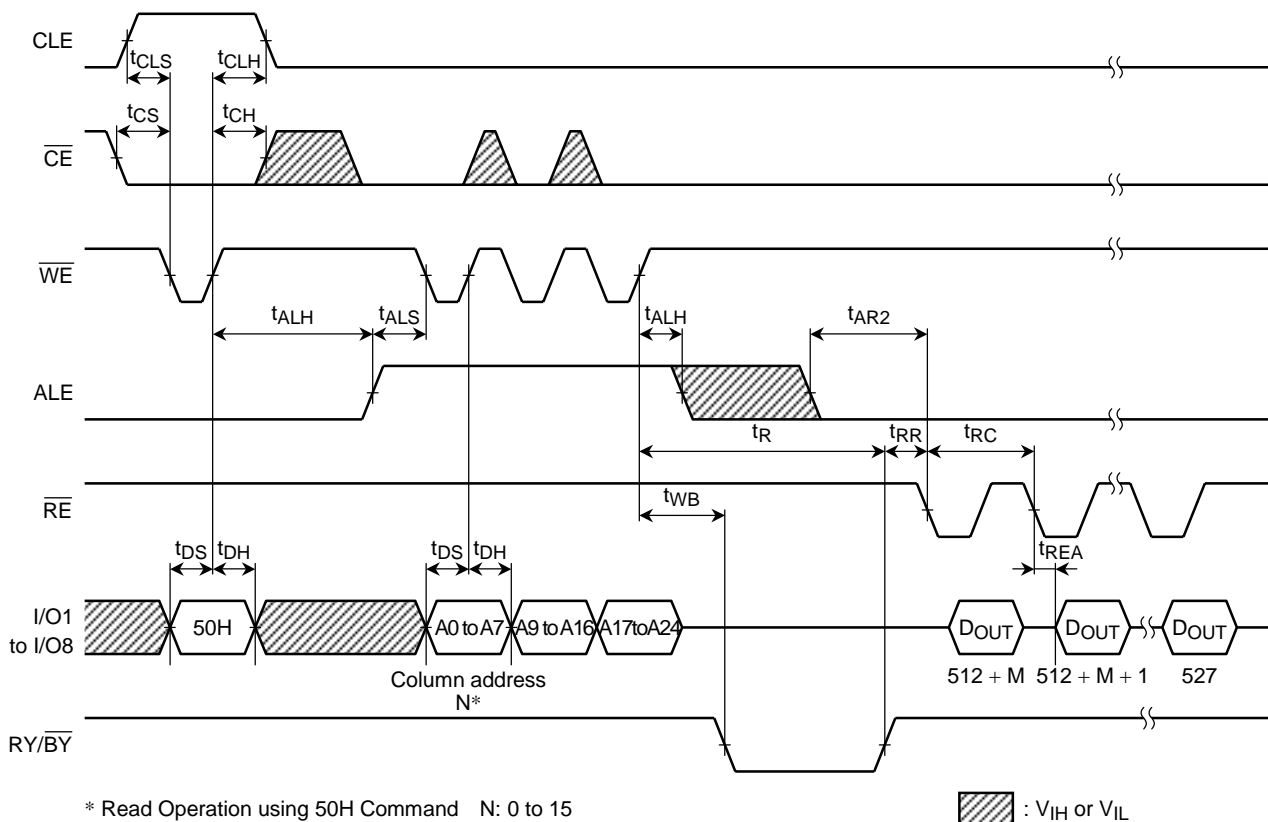 CLE
tCLS
tCLH
tCS
tCH
CE
WE
tALH
tALS
tALH
tAR2
ALE
tR
tRR
tRC
RE
tWB
tDS
tDH
tDS
tDH
tREA
I/O1
to I/O8
50H
A0 to A7
A9 to A16
A17 to A24
DOUT
DOUT
DOUT
512 + M
512 + M + 1
527
Column address
N*
RY/BY
* Read Operation using 50H Command N: 0 to 15
: VIH or VIL